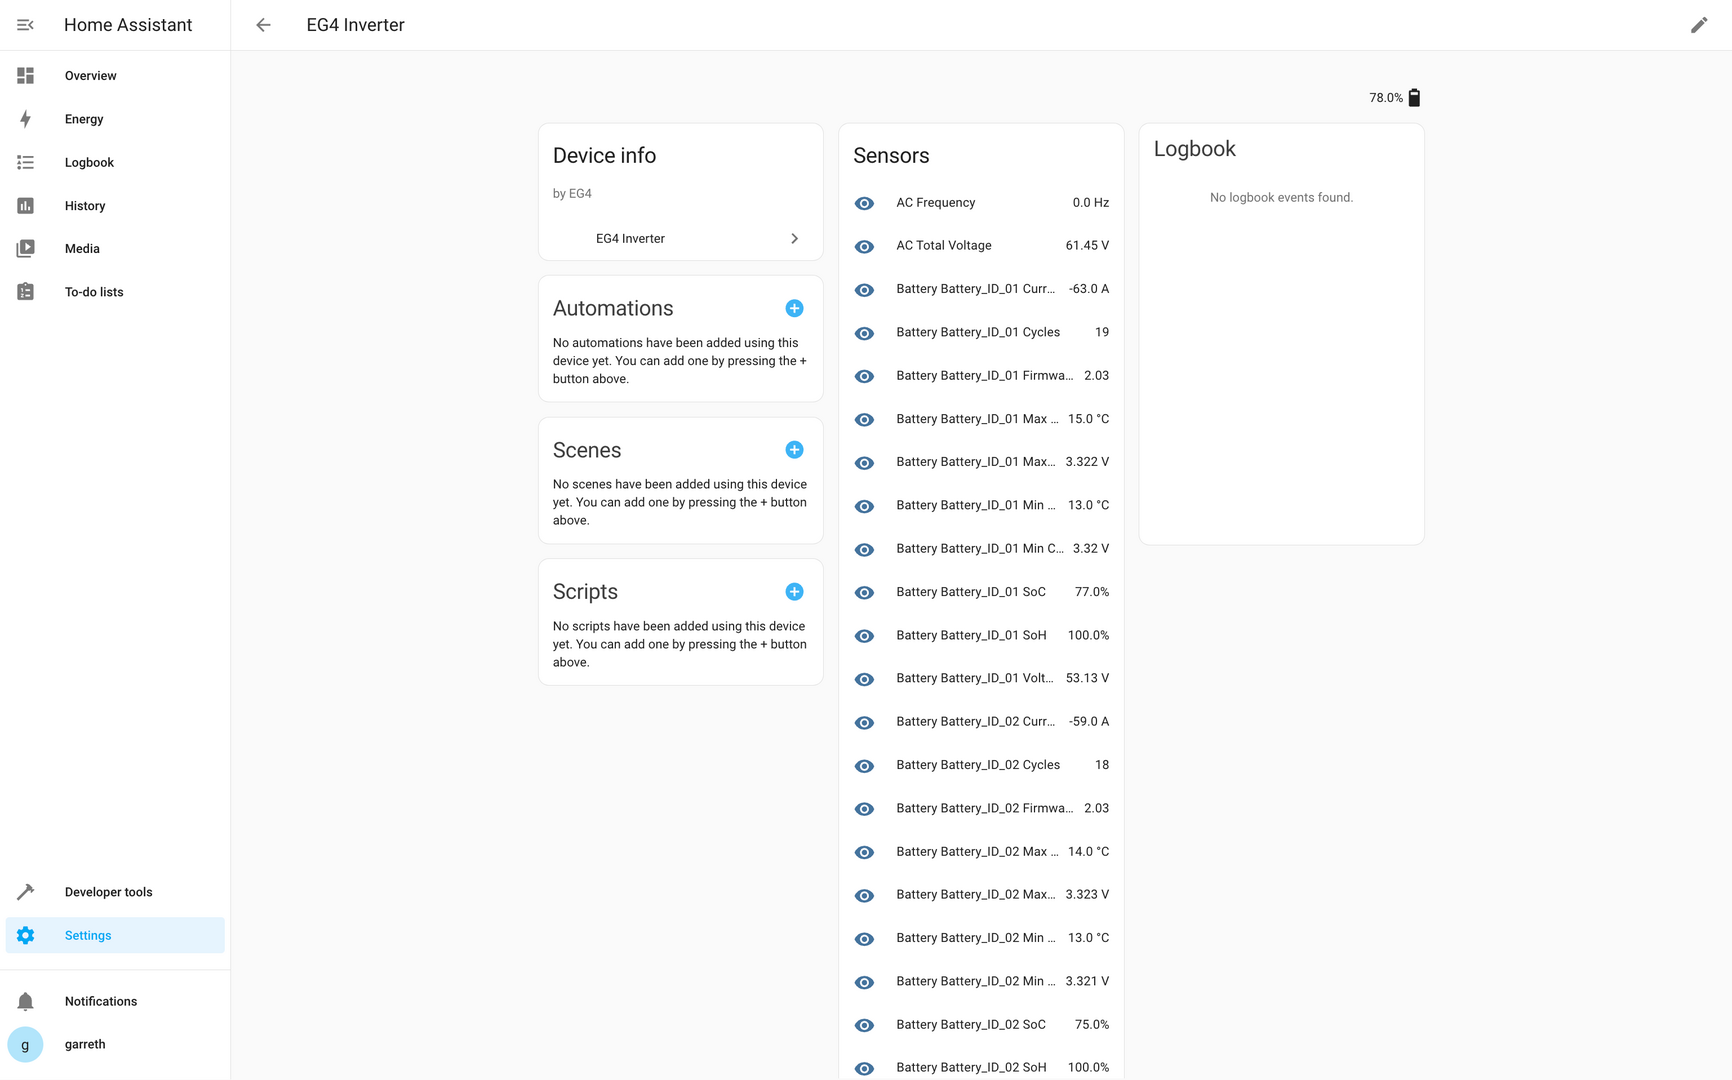 Home Assistant
Overview
Energy
Logbook
History
Media
To-do lists
Developer tools
Settings
Notifications
g
garreth
EG4 Inverter
78.0%
Device info
by EG4
EG4 Inverter
Automations
No automations have been added using this
device yet. You can add one by pressing the +
button above.
Scenes
No scenes have been added using this device
yet. You can add one by pressing the + button
above.
Scripts
No scripts have been added using this device
yet. You can add one by pressing the + button
above.
Sensors
AC Frequency 0.0 Hz
AC Total Voltage 61.45 V
Battery Battery_ID_01 Curr... -63.0 A
Battery Battery_ID_01 Cycles 19
Battery Battery_ID_01 Firmwa... 2.03
Battery Battery_ID_01 Max ... 15.0 °C
Battery Battery_ID_01 Max... 3.322 V
Battery Battery_ID_01 Min ... 13.0 °C
Battery Battery_ID_01 Min C... 3.32 V
Battery Battery_ID_01 SoC 77.0%
Battery Battery_ID_01 SoH 100.0%
Battery Battery_ID_01 Volt... 53.13 V
Battery Battery_ID_02 Curr... -59.0 A
Battery Battery_ID_02 Cycles 18
Battery Battery_ID_02 Firmwa... 2.03
Battery Battery_ID_02 Max ... 14.0 °C
Battery Battery_ID_02 Max... 3.323 V
Battery Battery_ID_02 Min ... 13.0 °C
Battery Battery_ID_02 Min ... 3.321 V
Battery Battery_ID_02 SoC 75.0%
Battery Battery_ID_02 SoH 100.0%
Logbook
No logbook events found.